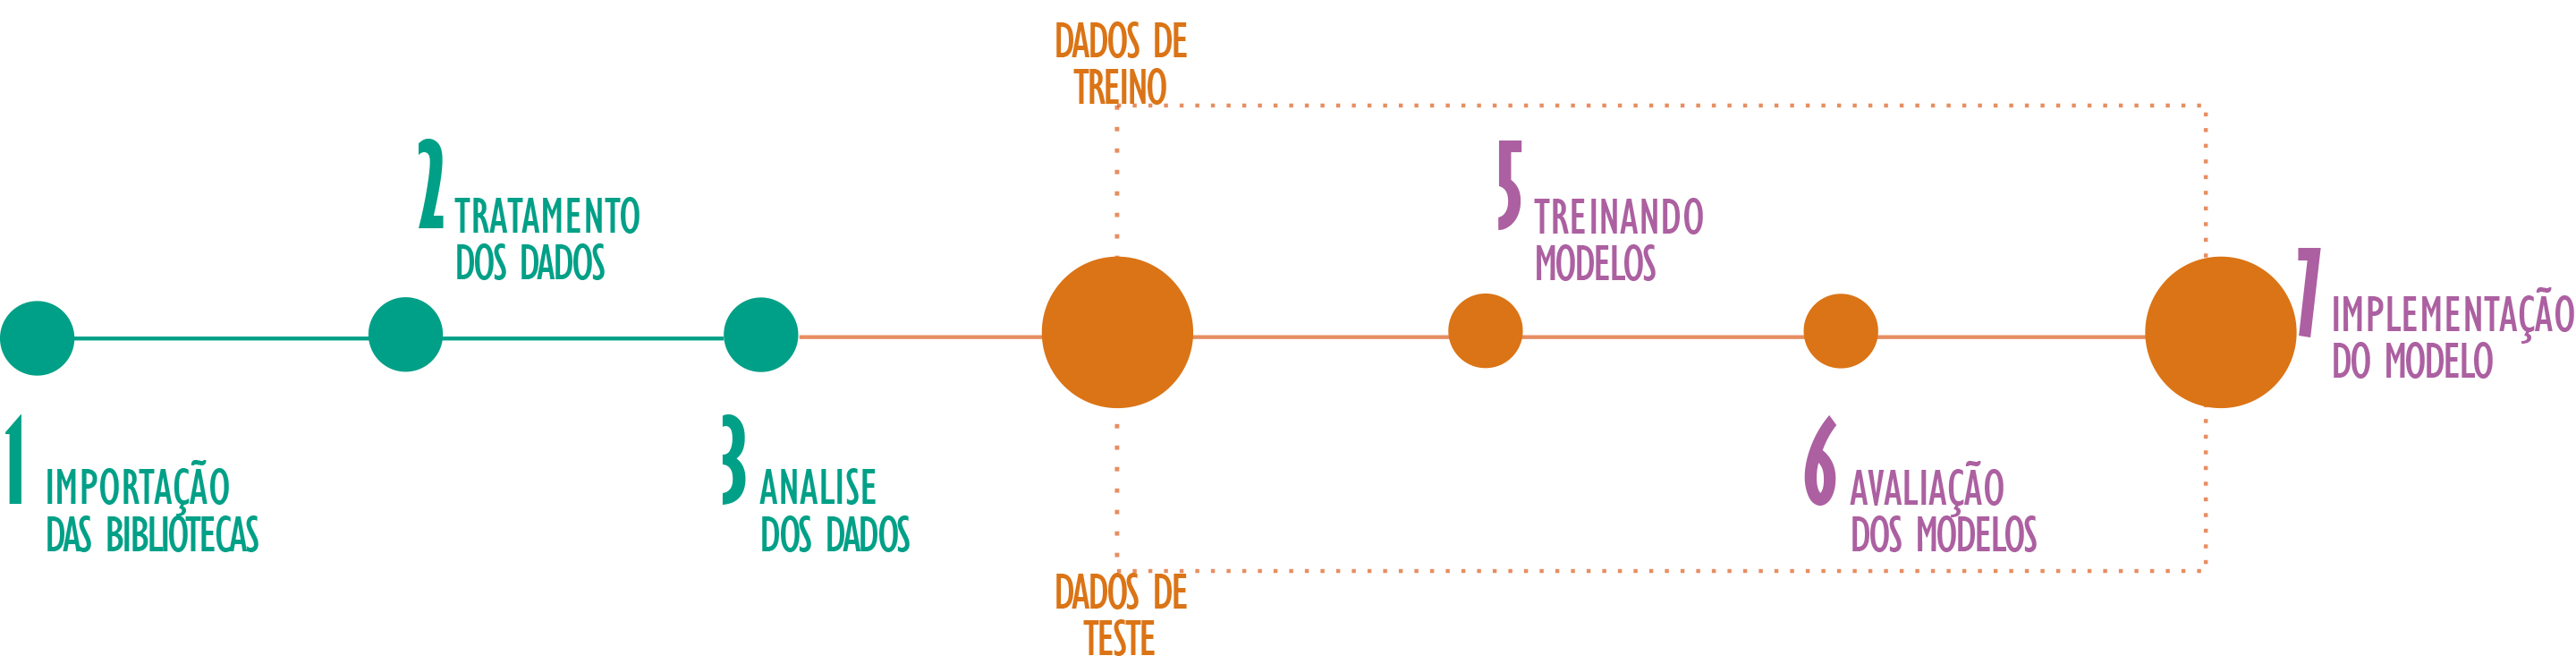 1 IMPORTAÇÃO
DAS BIBLIOTECAS
2 TRATAMENTO
DOS DADOS
3 ANALISE
DOS DADOS
DADOS DE
TREINO
DADOS DE
TESTE
5 TREINANDO
MODELOS
6 AVALIAÇÃO
DOS MODELOS
7 IMPLEMENTAÇÃO
DO MODELO